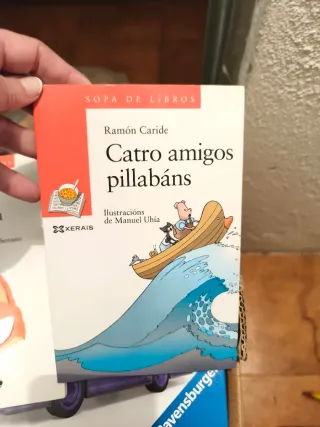 SOPA DE LIBROS
Ramón Caride
Catro amigos
pillabáns
Ilustracións
de Manuel Uhía
XERAIS
Ravensburger